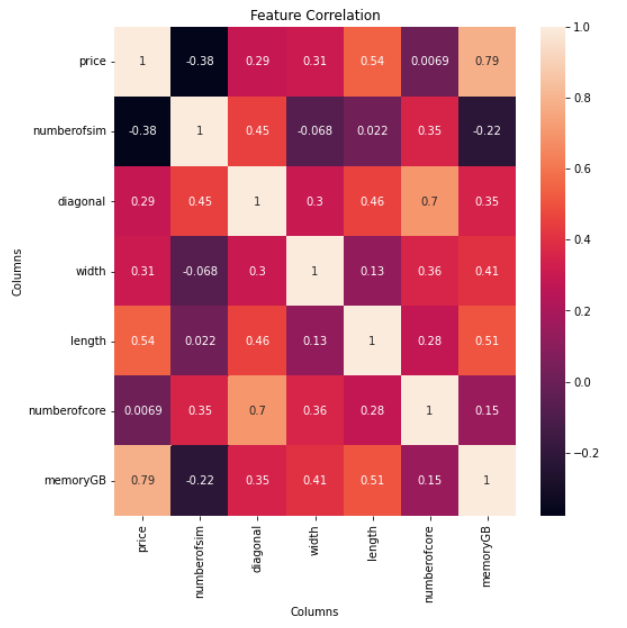 Feature Correlation
price 1 -0.38 0.29 0.31 0.54 0.0069 0.79
numberofsim -0.38 1 0.45 -0.068 0.022 0.35 -0.22
diagonal 0.29 0.45 1 0.3 0.46 0.7 0.35
width 0.31 -0.068 0.3 1 0.13 0.36 0.41
length 0.54 0.022 0.46 0.13 1 0.28 0.51
numberofcore 0.0069 0.35 0.7 0.36 0.28 1 0.15
memoryGB 0.79 -0.22 0.35 0.41 0.51 0.15 1
Columns
price numberofsim diagonal width length numberofcore memoryGB
Columns
1.0
0.8
0.6
0.4
0.2
0.0
−0.2